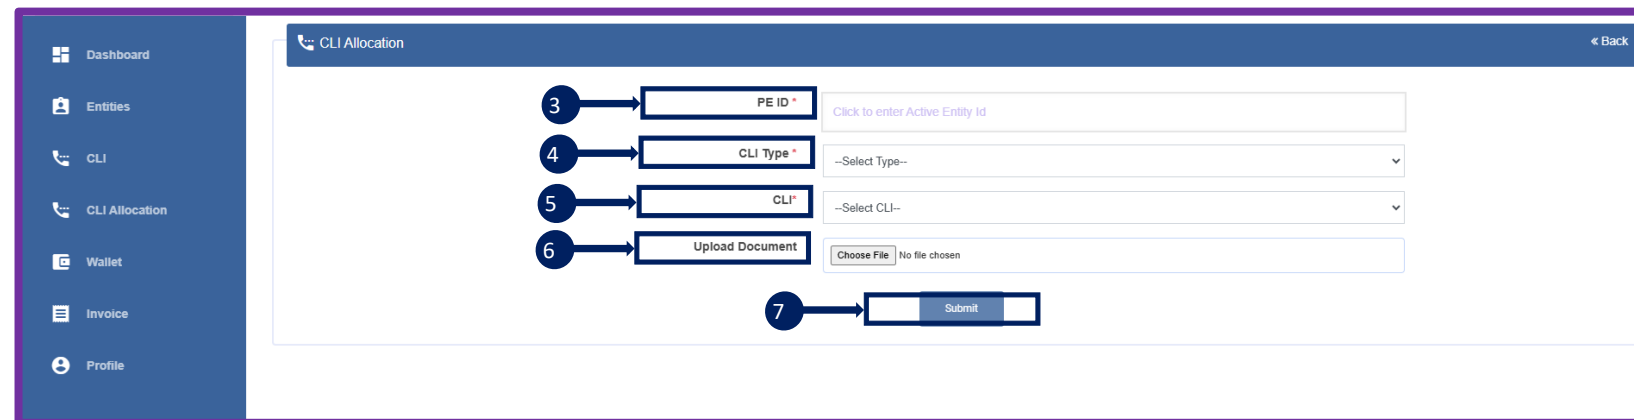 Dashboard
Entities
CLI
CLI Allocation
Wallet
Invoice
Profile
CLI Allocation
« Back
3 PE ID * Click to enter Active Entity Id
4 CLI Type * --Select Type--
5 CLI* --Select CLI--
6 Upload Document Choose File No file chosen
7 Submit